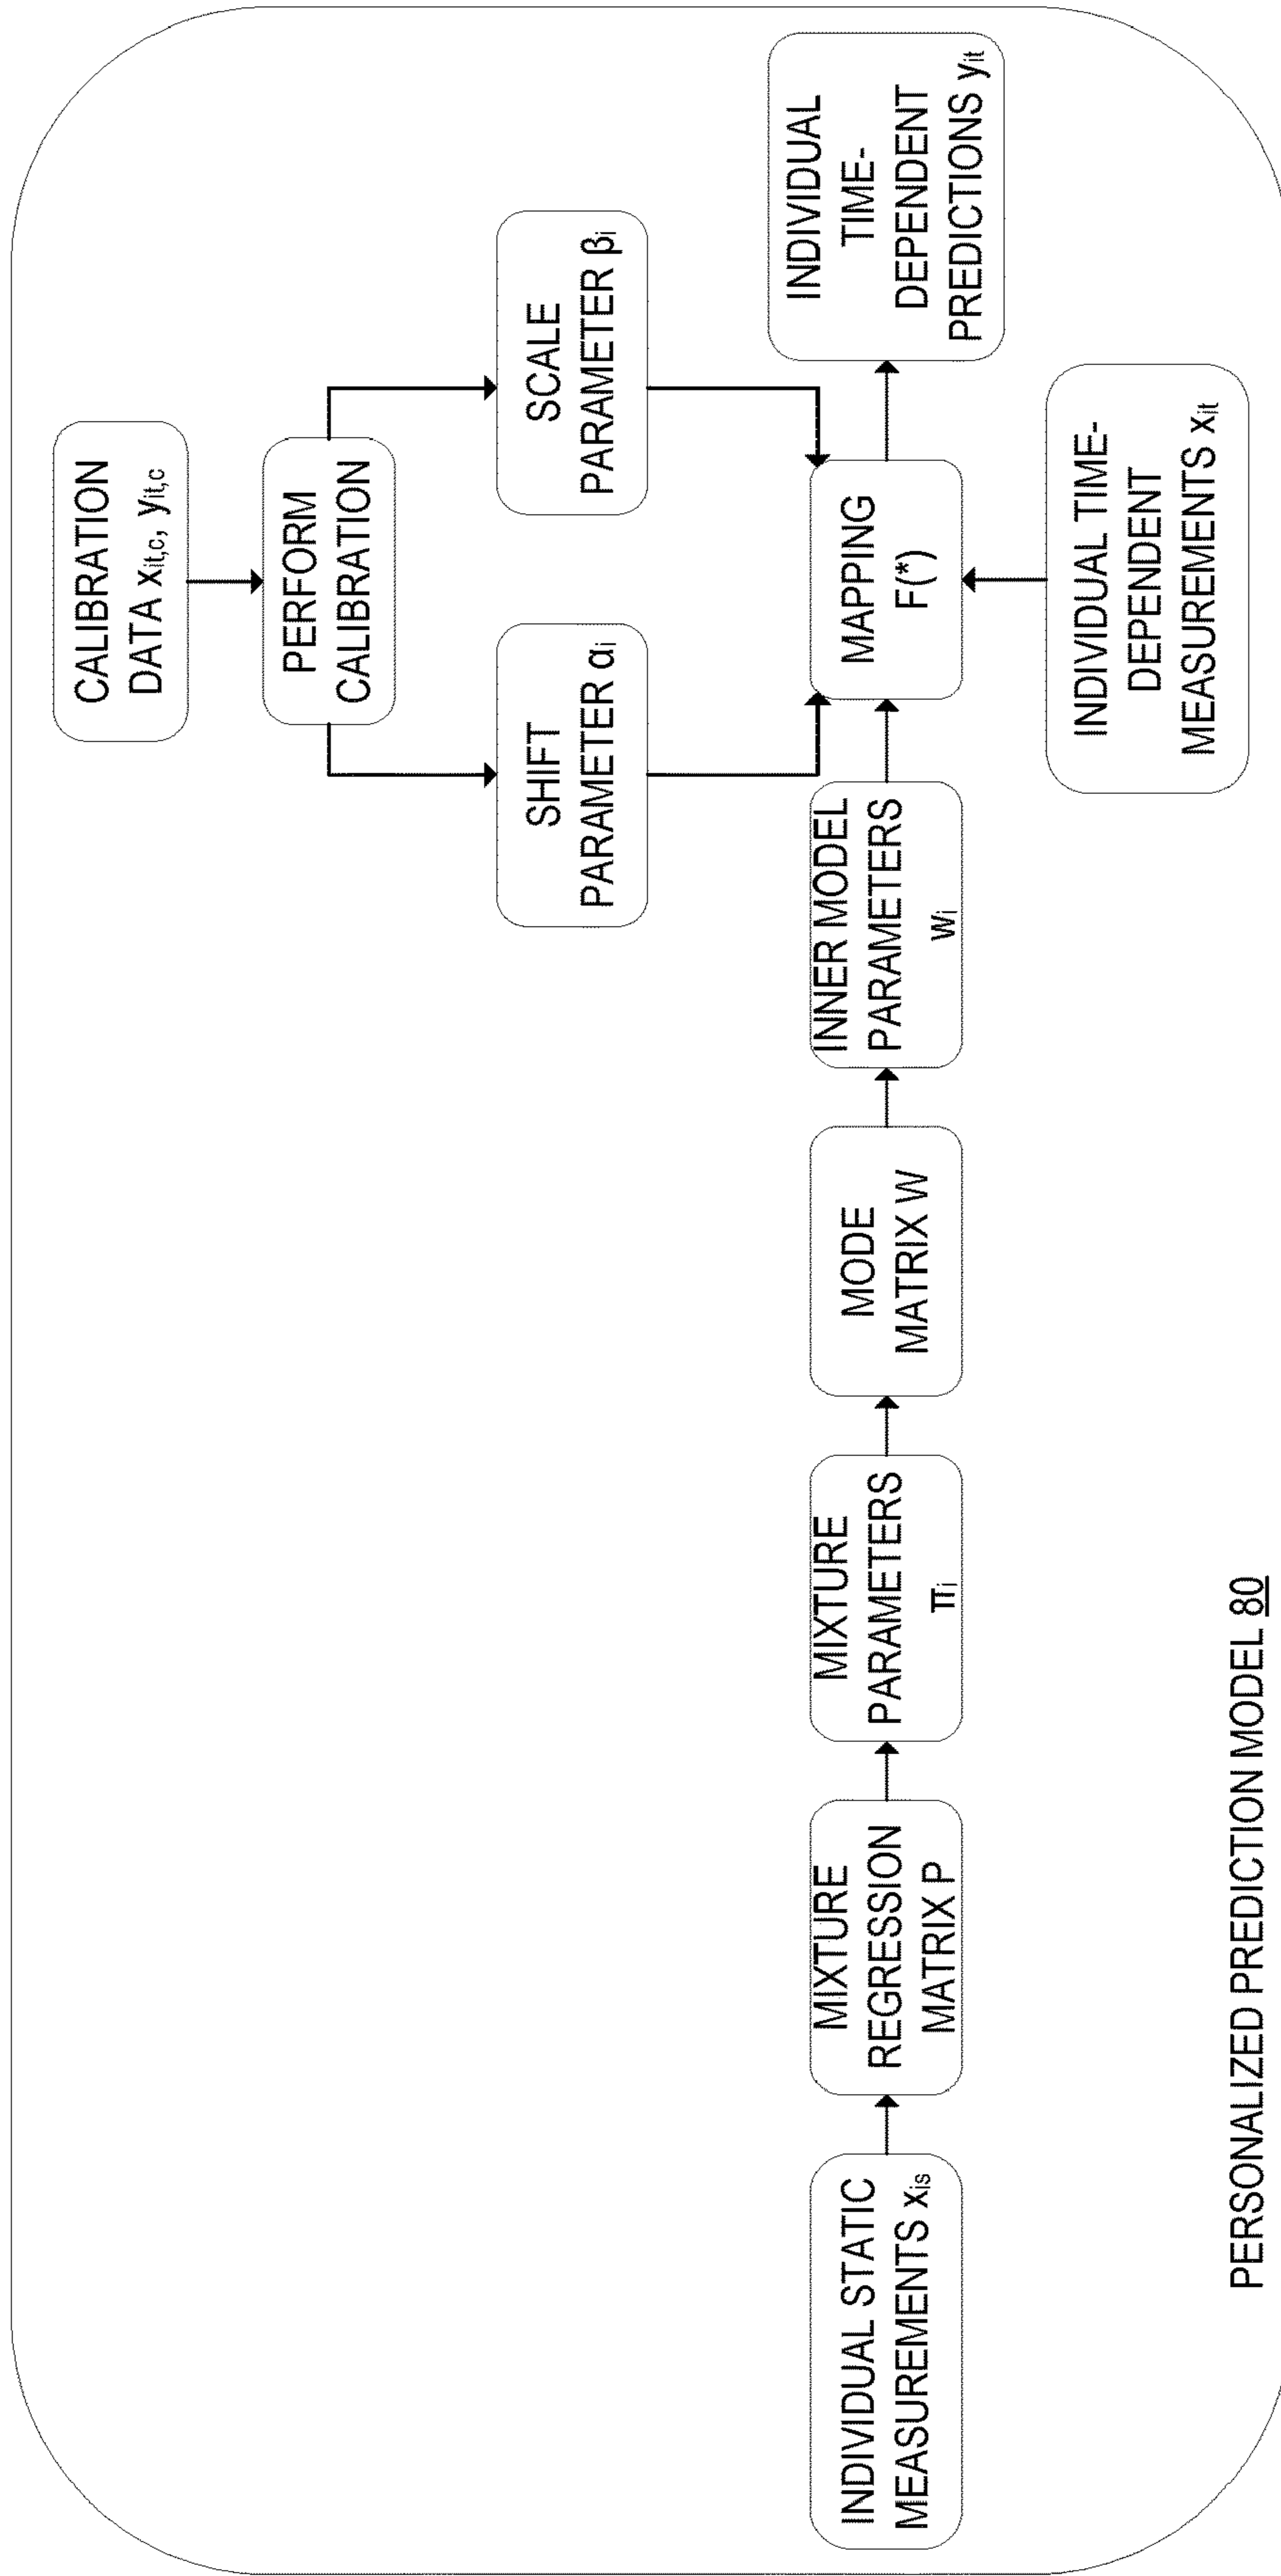 CALIBRATION
DATA xit,c, yit,c
PERFORM
CALIBRATION
SHIFT
PARAMETER αi
SCALE
PARAMETER βi
INDIVIDUAL STATIC
MEASUREMENTS xis
MIXTURE
REGRESSION
MATRIX P
MIXTURE
PARAMETERS
πi
MODE
MATRIX W
INNER MODEL
PARAMETERS
wi
MAPPING
F(*)
INDIVIDUAL
TIME-
DEPENDENT
PREDICTIONS yit
INDIVIDUAL TIME-
DEPENDENT
MEASUREMENTS xit
PERSONALIZED PREDICTION MODEL 80